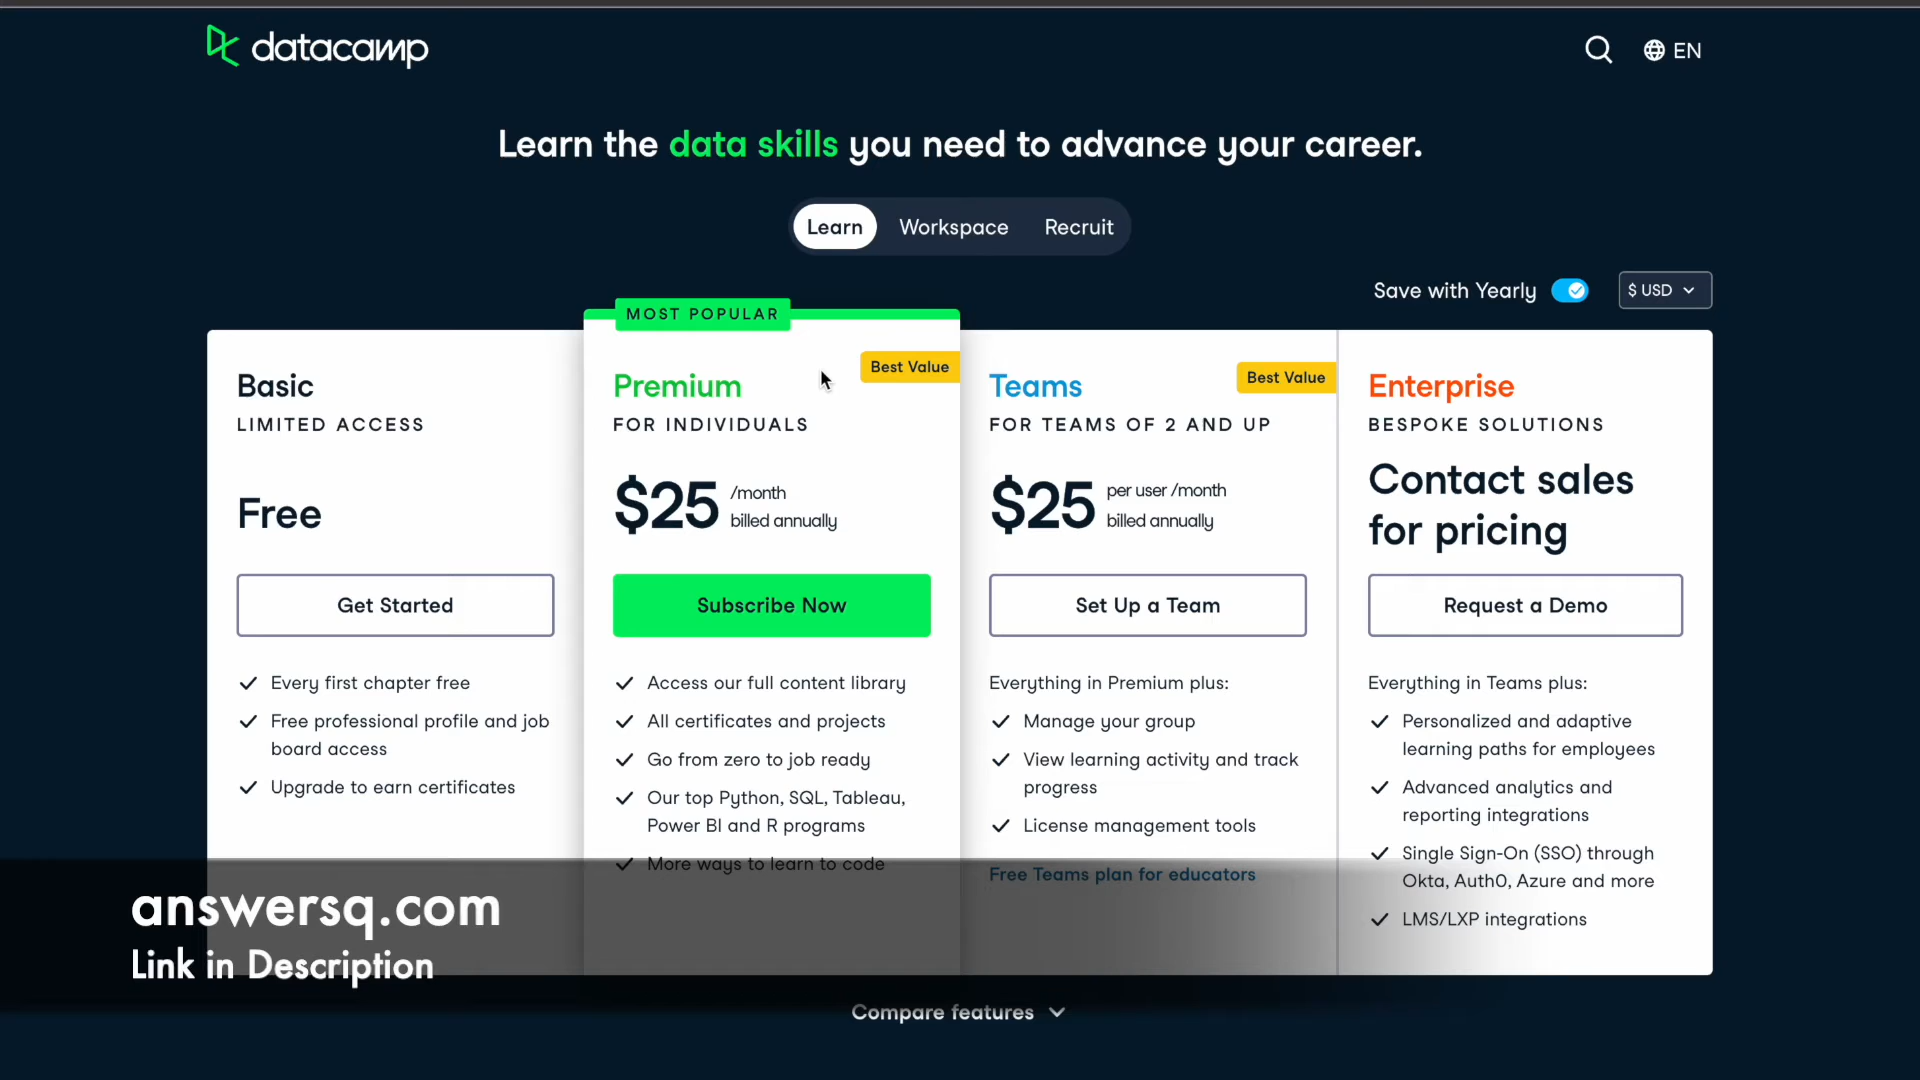 datacamp
EN
Learn the data skills you need to advance your career.
Learn
Workspace
Recruit
Save with Yearly
$ USD
Basic
LIMITED ACCESS
Free
Get Started
Every first chapter free
Free professional profile and job
board access
Upgrade to earn certificates
MOST POPULAR
Best Value
Premium
FOR INDIVIDUALS
$25
/month
billed annually
Subscribe Now
Access our full content library
All certificates and projects
Go from zero to job ready
Our top Python, SQL, Tableau,
Power BI and R programs
More ways to learn to code
Best Value
Teams
FOR TEAMS OF 2 AND UP
$25
per user /month
billed annually
Set Up a Team
Everything in Premium plus:
Manage your group
View learning activity and track
progress
License management tools
Free Teams plan for educators
Enterprise
BESPOKE SOLUTIONS
Contact sales
for pricing
Request a Demo
Everything in Teams plus:
Personalized and adaptive
learning paths for employees
Advanced analytics and
reporting integrations
Single Sign-On (SSO) through
Okta, Auth0, Azure and more
LMS/LXP integrations
answersq.com
Link in Description
Compare features